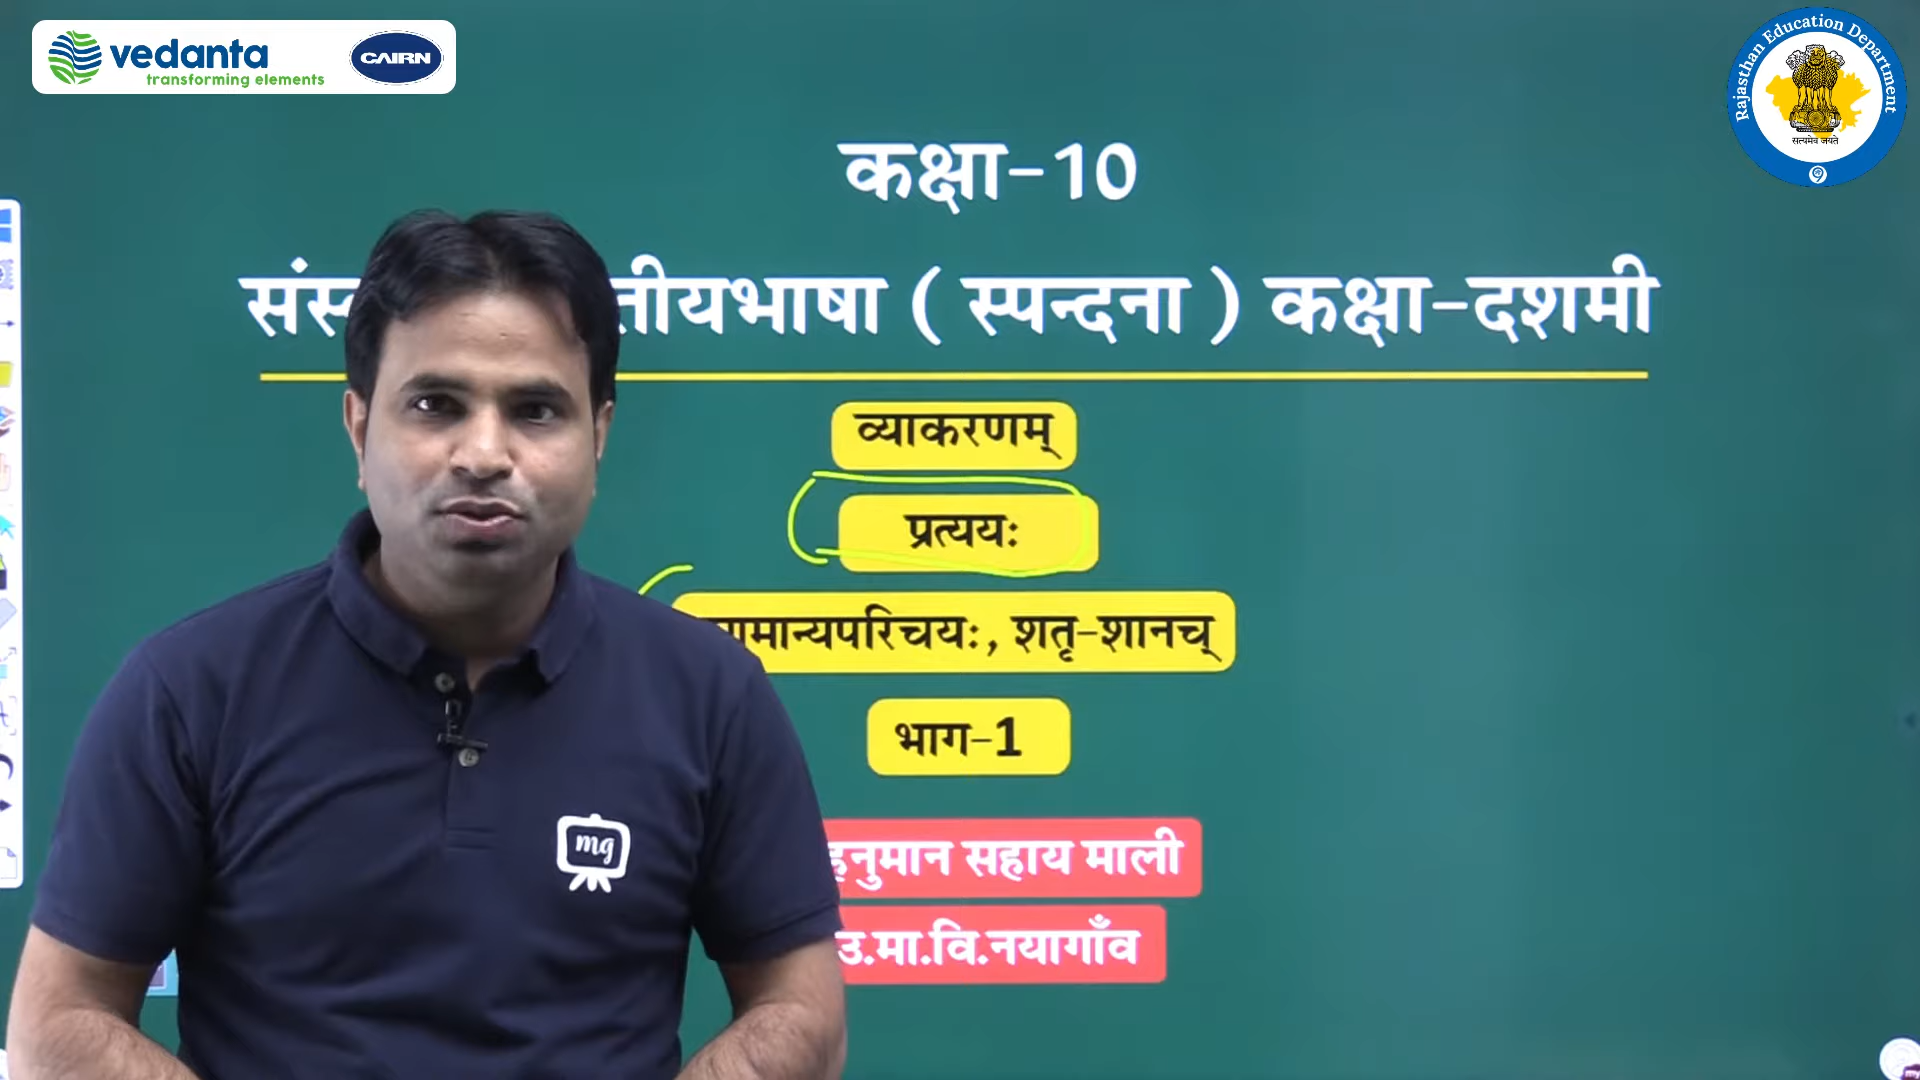 vedanta
transforming elements
CAIRN
Rajasthan Education Department
सत्यमेव जयते
कक्षा-10
तीयभाषा ( स्पन्दना ) कक्षा-दशमी
व्याकरणम्
प्रत्ययः
मान्यपरिचयः, शतृ-शानच्
भाग-1
हनुमान सहाय माली
उ.मा.वि.नयागाँव
mg